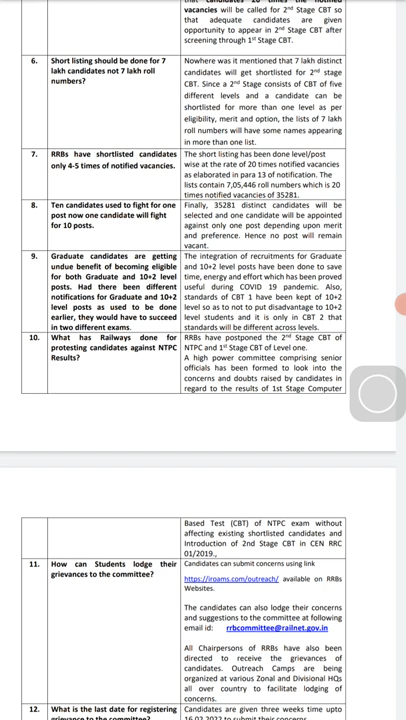 that candidates 20 times the notified
vacancies will be called for 2nd Stage CBT so
that adequate candidates are given
opportunity to appear in 2nd Stage CBT after
screening through 1st Stage CBT.
6. Short listing should be done for 7
lakh candidates not 7 lakh roll
numbers?
Nowhere was it mentioned that 7 lakh distinct
candidates will get shortlisted for 2nd stage
CBT. Since a 2nd Stage consists of CBT of five
different levels and a candidate can be
shortlisted for more than one level as per
eligibility, merit and option, the lists of 7 lakh
roll numbers will have some names appearing
in more than one list.
7. RRBs have shortlisted candidates
only 4-5 times of notified vacancies.
The short listing has been done level/post
wise at the rate of 20 times notified vacancies
as elaborated in para 13 of notification. The
lists contain 7,05,446 roll numbers which is 20
times notified vacancies of 35281.
8. Ten candidates used to fight for one
post now one candidate will fight
for 10 posts.
Finally, 35281 distinct candidates will be
selected and one candidate will be appointed
against only one post depending upon merit
and preference. Hence no post will remain
vacant.
9. Graduate candidates are getting
undue benefit of becoming eligible
for both Graduate and 10+2 level
posts. Had there been different
notifications for Graduate and 10+2
level posts as used to be done
earlier, they would have to succeed
in two different exams.
The integration of recruitments for Graduate
and 10+2 level posts have been done to save
time, energy and effort which has been proved
useful during COVID 19 pandemic. Also,
standards of CBT 1 have been kept of 10+2
level so as to not to put disadvantage to 10+2
level students and it is only in CBT 2 that
standards will be different across levels.
10. What has Railways done for
protesting candidates against NTPC
Results?
RRBs have postponed the 2nd Stage CBT of
NTPC and 1st Stage CBT of Level one.
A high power committee comprising senior
officials has been formed to look into the
concerns and doubts raised by candidates in
regard to the results of 1st Stage Computer
Based Test (CBT) of NTPC exam without
affecting existing shortlisted candidates and
Introduction of 2nd Stage CBT in CEN RRC
01/2019.,
11. How can Students lodge their
grievances to the committee?
Candidates can submit concerns using link
https://iroams.com/outreach/ available on RRBs
Websites.
The candidates can also lodge their concerns
and suggestions to the committee at following
email id: rrbcommittee@railnet.gov.in
All Chairpersons of RRBs have also been
directed to receive the grievances of
candidates. Outreach Camps are being
organized at various Zonal and Divisional HQs
all over country to facilitate lodging of
concerns.
12. What is the last date for registering
grievance to the committee?
Candidates are given three weeks time upto
16.02.2022 to submit their concerns.